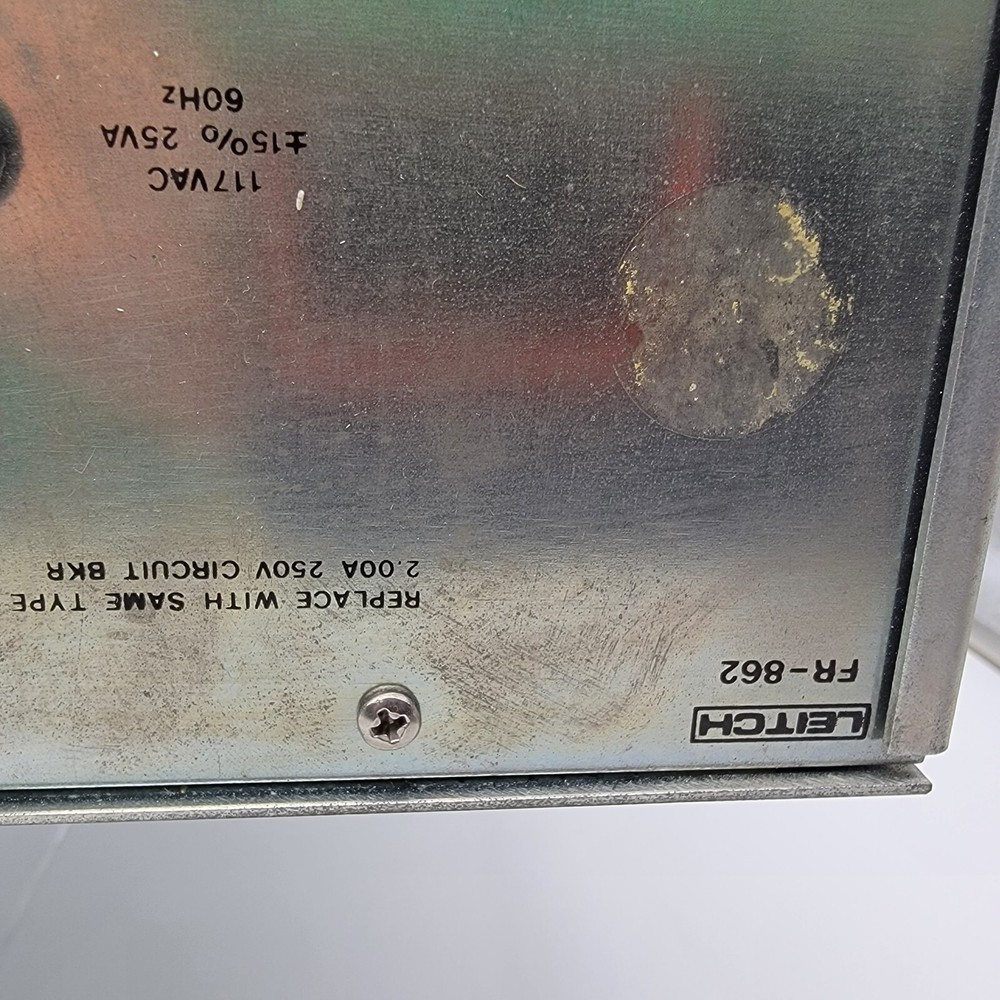 LEITCH
FR-862
REPLACE WITH SAME TYPE
2.00A 250V CIRCUIT BKR
117VAC
±15% 25VA
60Hz